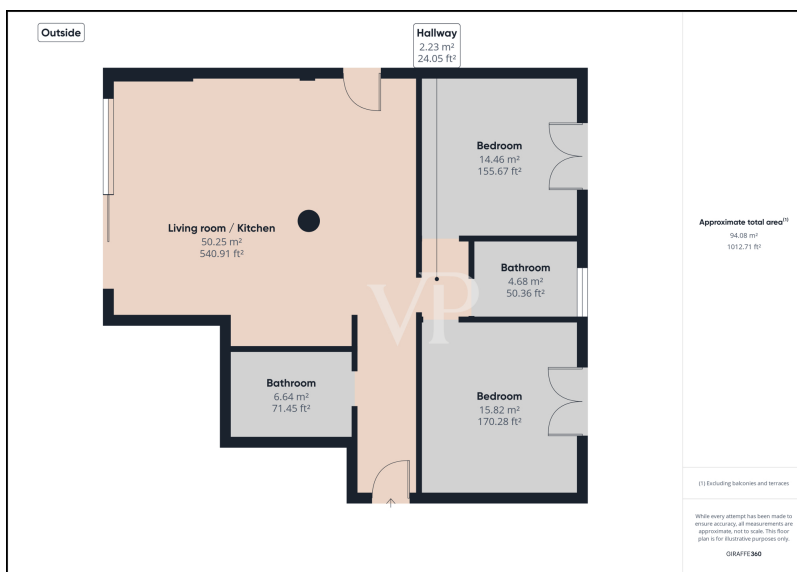 Outside
Hallway
2.23 m²
24.05 ft²
Bedroom
14.46 m²
155.67 ft²
Living room / Kitchen
50.25 m²
540.91 ft²
Bathroom
4.68 m²
50.36 ft²
VP
Bathroom
6.64 m²
71.45 ft²
Bedroom
15.82 m²
170.28 ft²
Approximate total area⁽¹⁾
94.08 m²
1012.71 ft²
(1) Excluding balconies and terraces
While every attempt has been made to
ensure accuracy, all measurements are
approximate, not to scale. This floor
plan is for illustrative purposes only.
GIRAFFE360